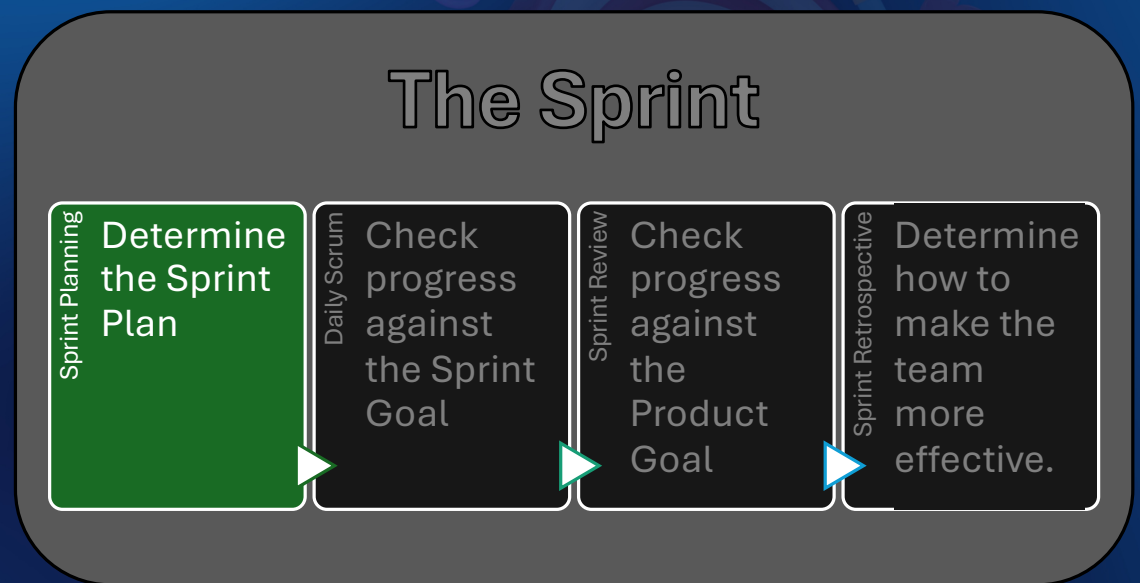 The Sprint
Sprint Planning
Determine
the Sprint
Plan
Daily Scrum
Check
progress
against
the Sprint
Goal
Sprint Review
Check
progress
against
the
Product
Goal
Sprint Retrospective
Determine
how to
make the
team
more
effective.